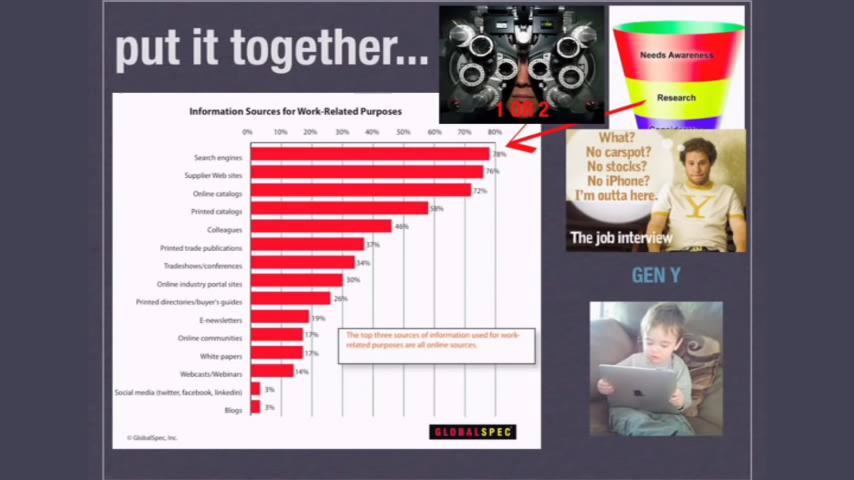 put it together...
1 OR 2
Needs Awareness
Research
Information Sources for Work-Related Purposes
0% 10% 20% 30% 40% 50% 60% 70% 80%
Search engines 78%
Supplier Web sites 76%
Online catalogs 72%
Printed catalogs 58%
Colleagues 46%
Printed trade publications 37%
Tradeshows/conferences 34%
Online industry portal sites 30%
Printed directories/buyer's guides 26%
E-newsletters 19%
Online communities 17%
White papers 17%
Webcasts/Webinars 14%
Social media (twitter, facebook, linkedin) 3%
Blogs 3%
The top three sources of information used for work-
related purposes are all online sources.
© GlobalSpec, Inc.
GLOBALSPEC
What?
No carspot?
No stocks?
No iPhone?
I'm outta here.
Y
The job interview
GEN Y